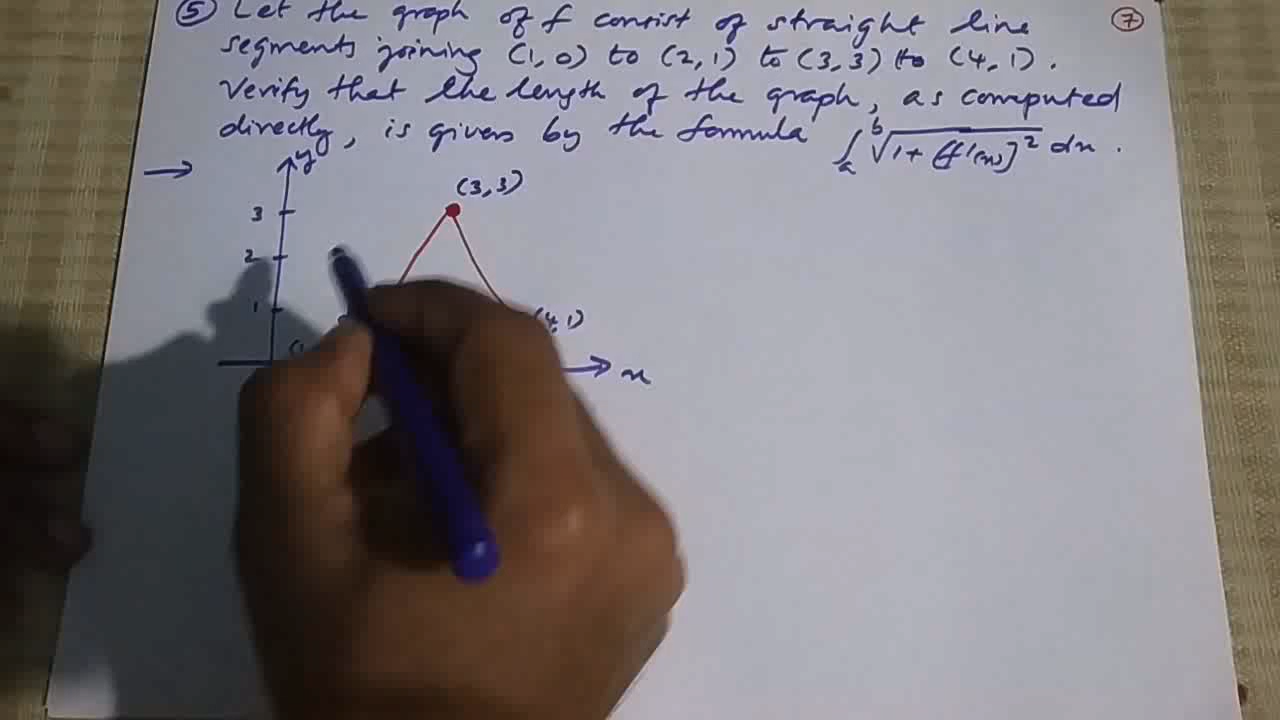 ⑤ Let the graph of f consist of straight line ⑦
segments joining (1, 0) to (2, 1) to (3, 3) to (4, 1).
Verify that the length of the graph, as computed
directly, is given by the formula ∫ₐᵇ √1 + [f'(x)]² dx.
→ y
(3, 3)
3
2
1 (4, 1)
(1
x